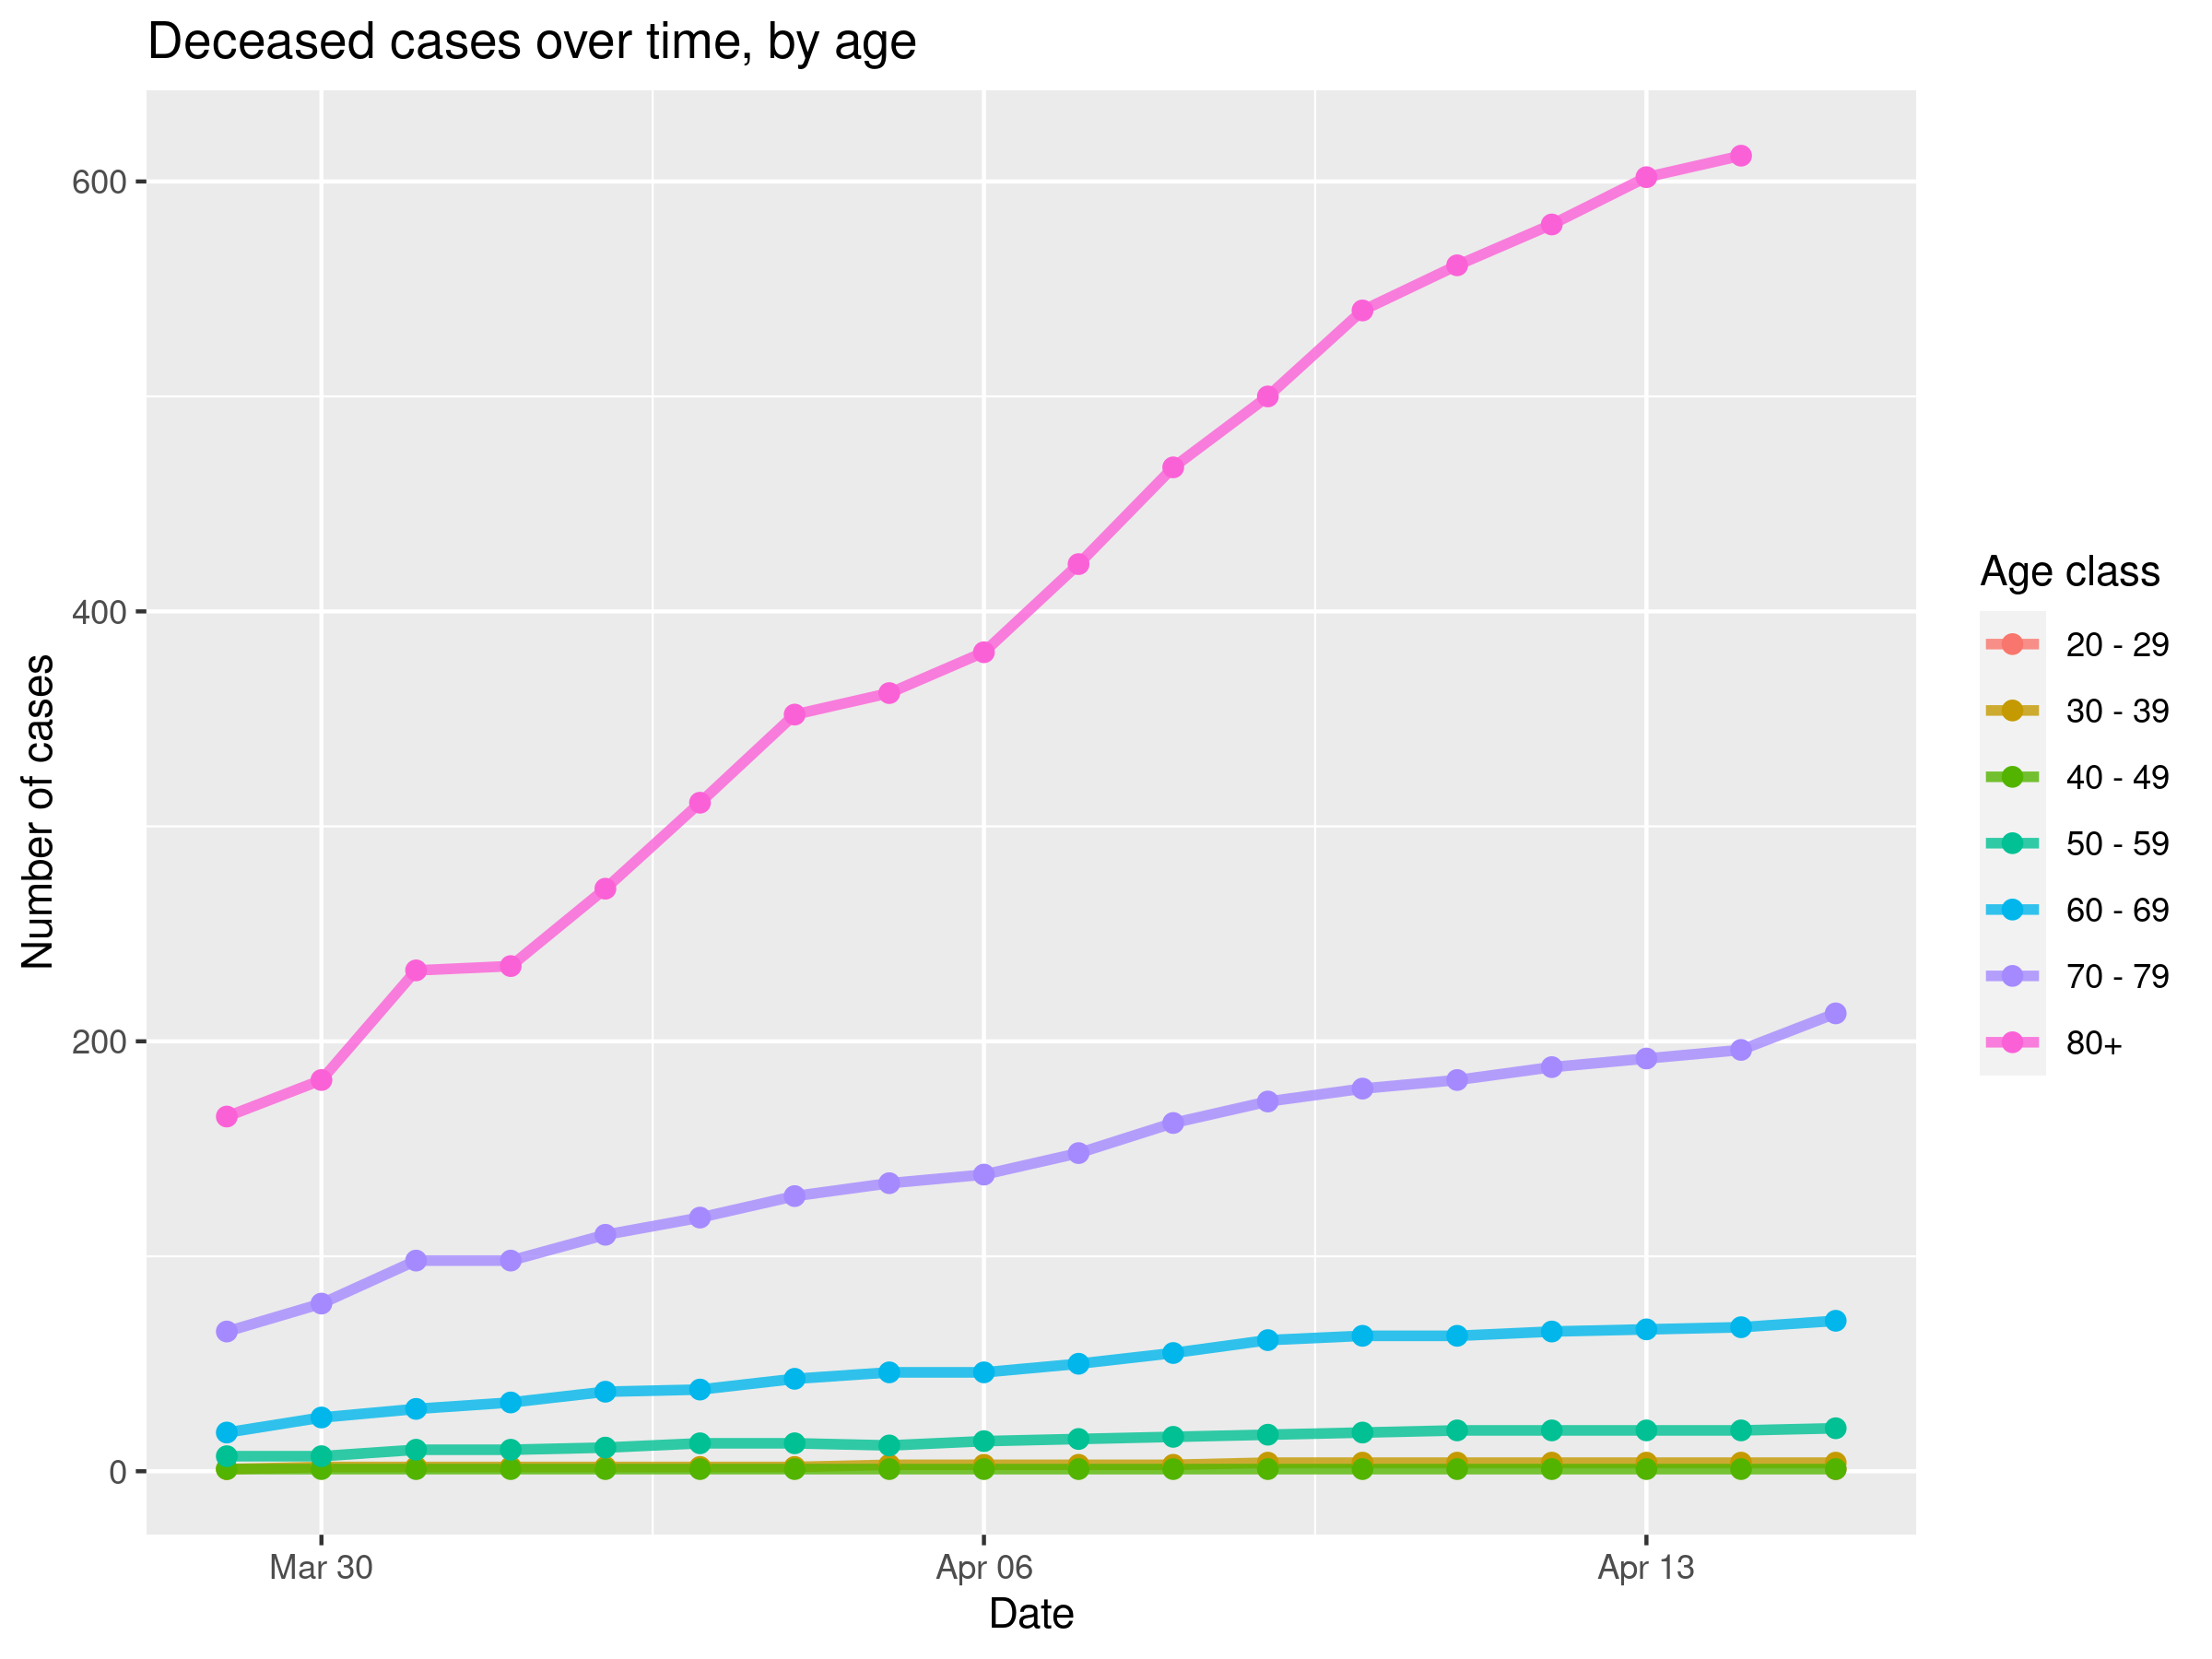 Deceased cases over time, by age
Number of cases
600
400
200
0
Mar 30
Apr 06
Apr 13
Date
Age class
20 - 29
30 - 39
40 - 49
50 - 59
60 - 69
70 - 79
80+